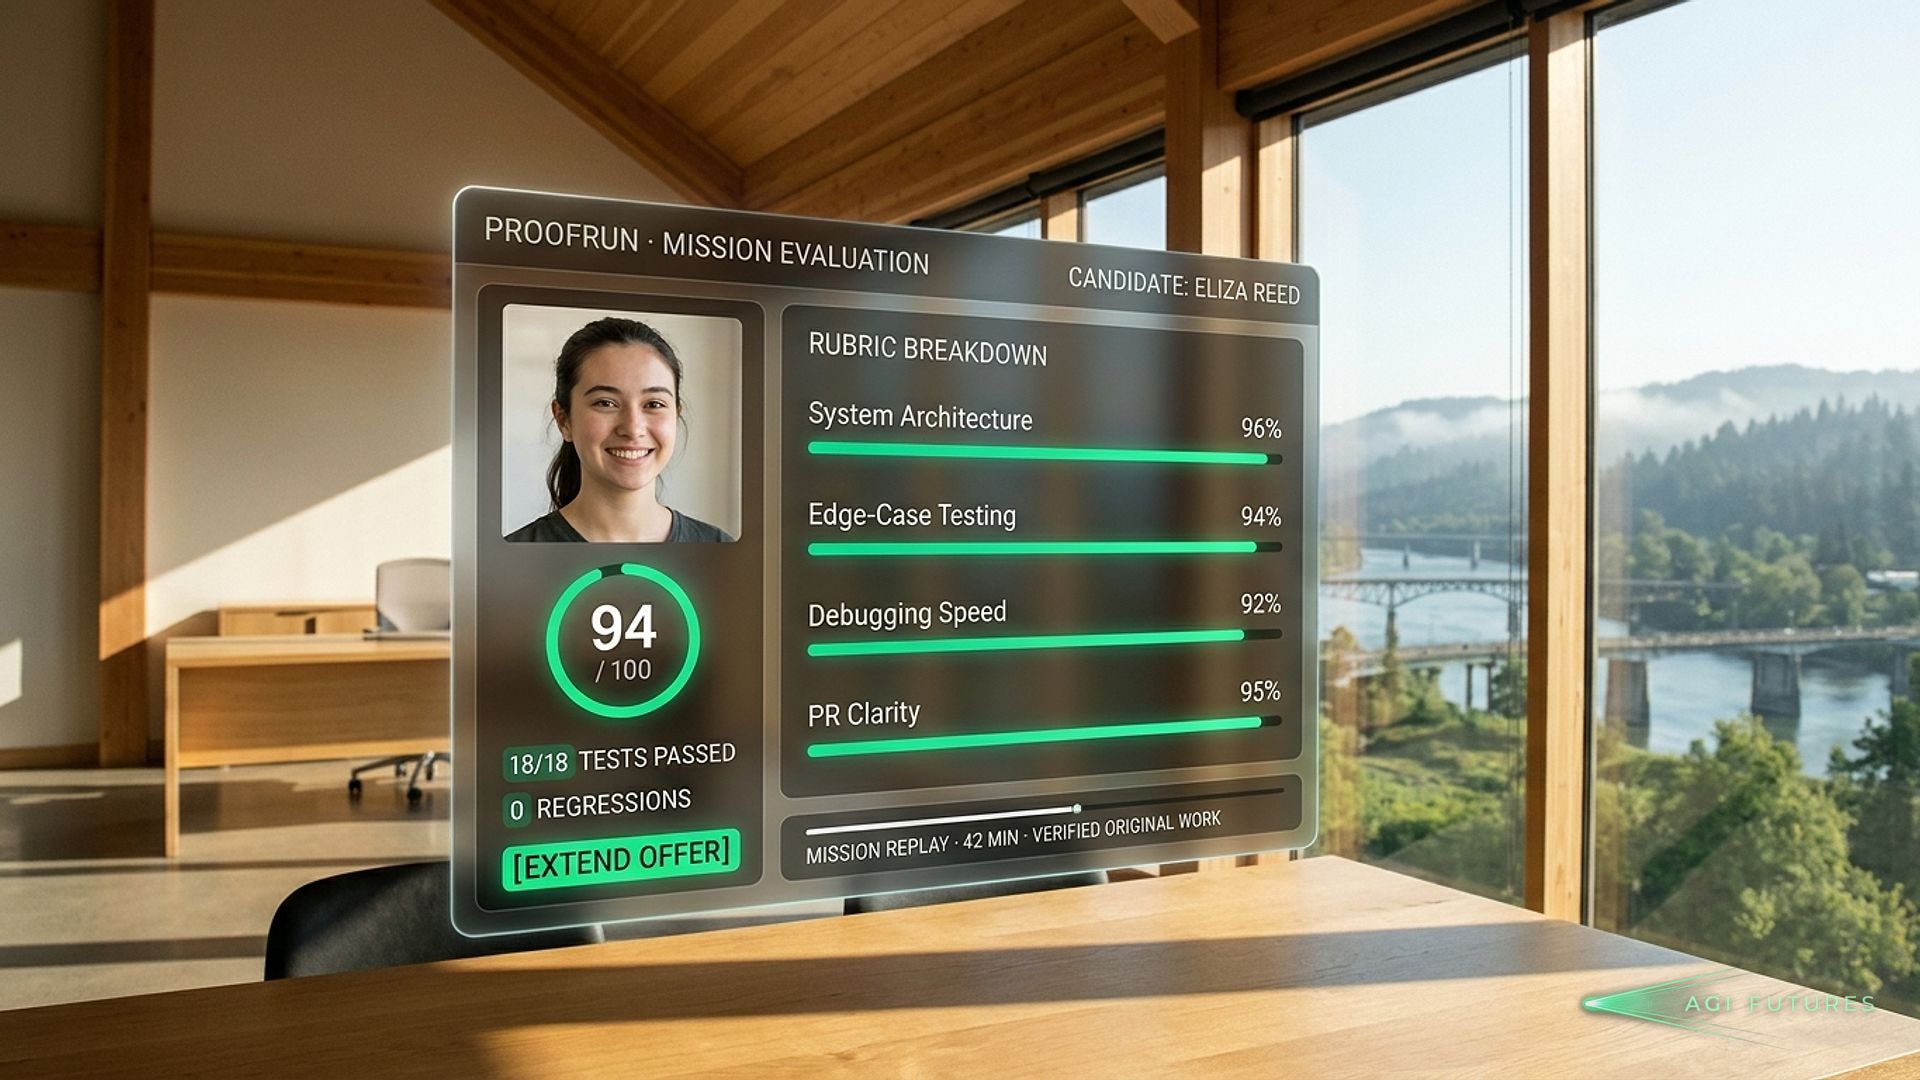 PROOFRUN · MISSION EVALUATION
CANDIDATE: ELIZA REED
94
/ 100
18/18 TESTS PASSED
0 REGRESSIONS
[EXTEND OFFER]
RUBRIC BREAKDOWN
System Architecture 96%
Edge-Case Testing 94%
Debugging Speed 92%
PR Clarity 95%
MISSION REPLAY · 42 MIN · VERIFIED ORIGINAL WORK
AGI FUTURES